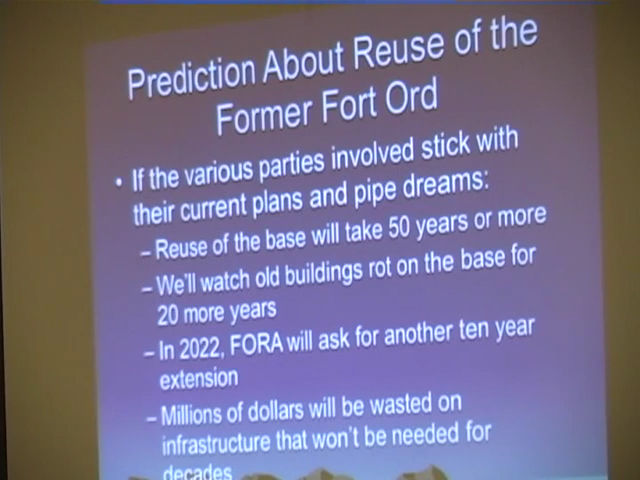 Prediction About Reuse of the
Former Fort Ord
• If the various parties involved stick with
their current plans and pipe dreams:
– Reuse of the base will take 50 years or more
– We'll watch old buildings rot on the base for
20 more years
– In 2022, FORA will ask for another ten year
extension
– Millions of dollars will be wasted on
infrastructure that won't be needed for
decades